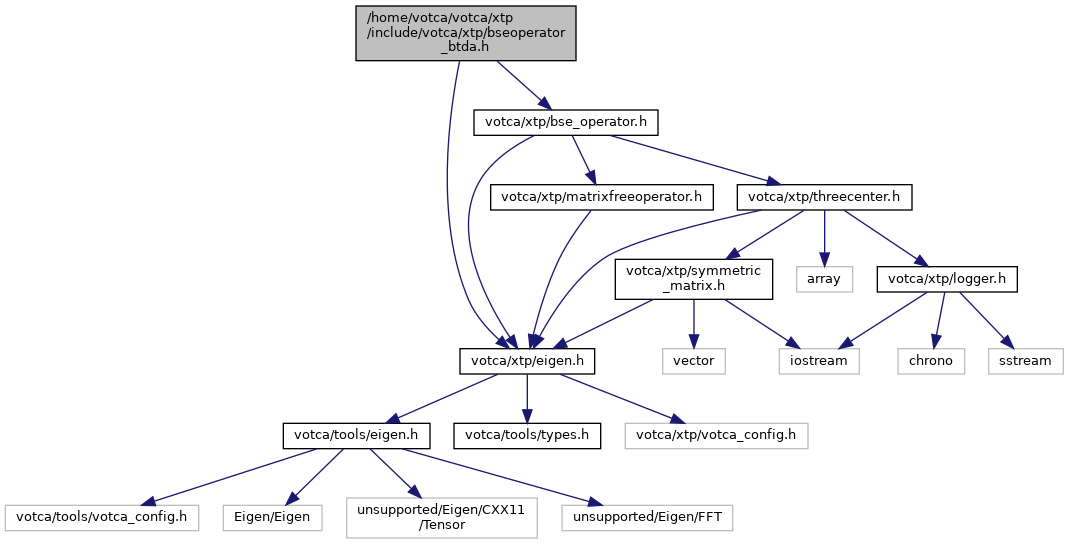 /home/votca/votca/xtp
/include/votca/xtp/bseoperator
_btda.h
votca/xtp/bse_operator.h
votca/xtp/matrixfreeoperator.h
votca/xtp/threecenter.h
votca/xtp/symmetric
_matrix.h
array
votca/xtp/logger.h
votca/xtp/eigen.h
vector
iostream
chrono
sstream
votca/tools/eigen.h
votca/tools/types.h
votca/xtp/votca_config.h
votca/tools/votca_config.h
Eigen/Eigen
unsupported/Eigen/CXX11
/Tensor
unsupported/Eigen/FFT